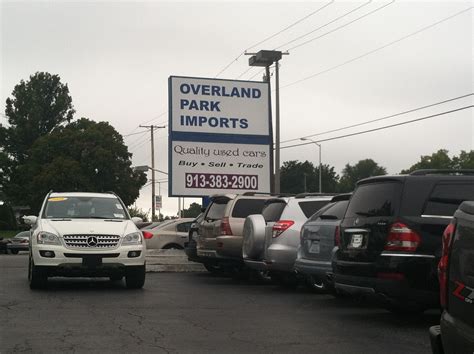 OVERLAND
PARK
IMPORTS
Quality used cars
Buy • Sell • Trade
913-383-2900